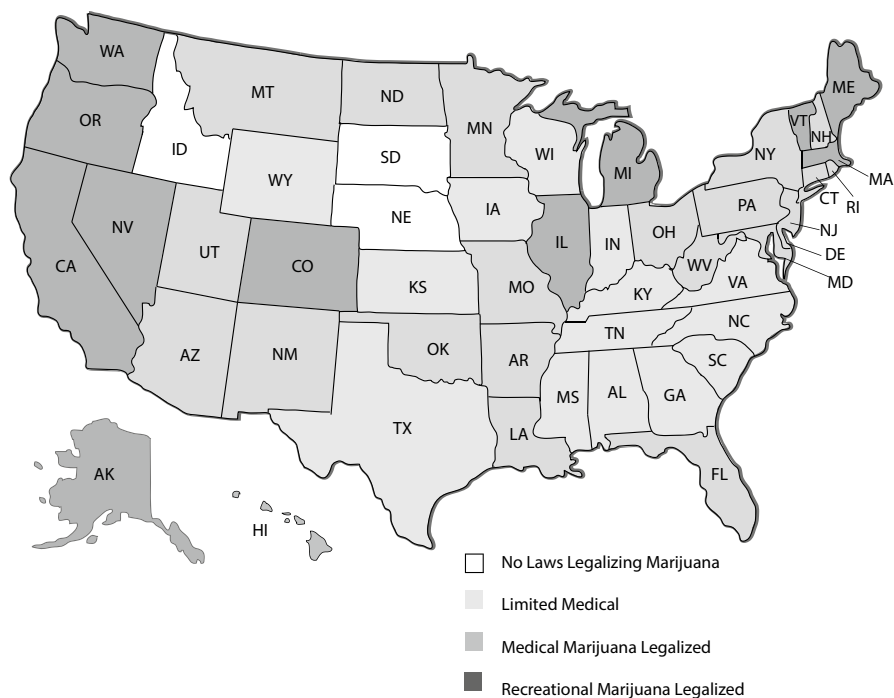 WA
MT
ND
MN
ME
VT
NH
OR
ID
SD
WI
NY
MI
MA
WY
CT
RI
PA
IA
NE
NJ
NV
OH
IL
IN
UT
DE
CA
CO
WV
MD
KS
MO
VA
KY
NC
TN
AZ
NM
OK
AR
SC
MS
AL
GA
TX
LA
FL
AK
HI
No Laws Legalizing Marijuana
Limited Medical
Medical Marijuana Legalized
Recreational Marijuana Legalized